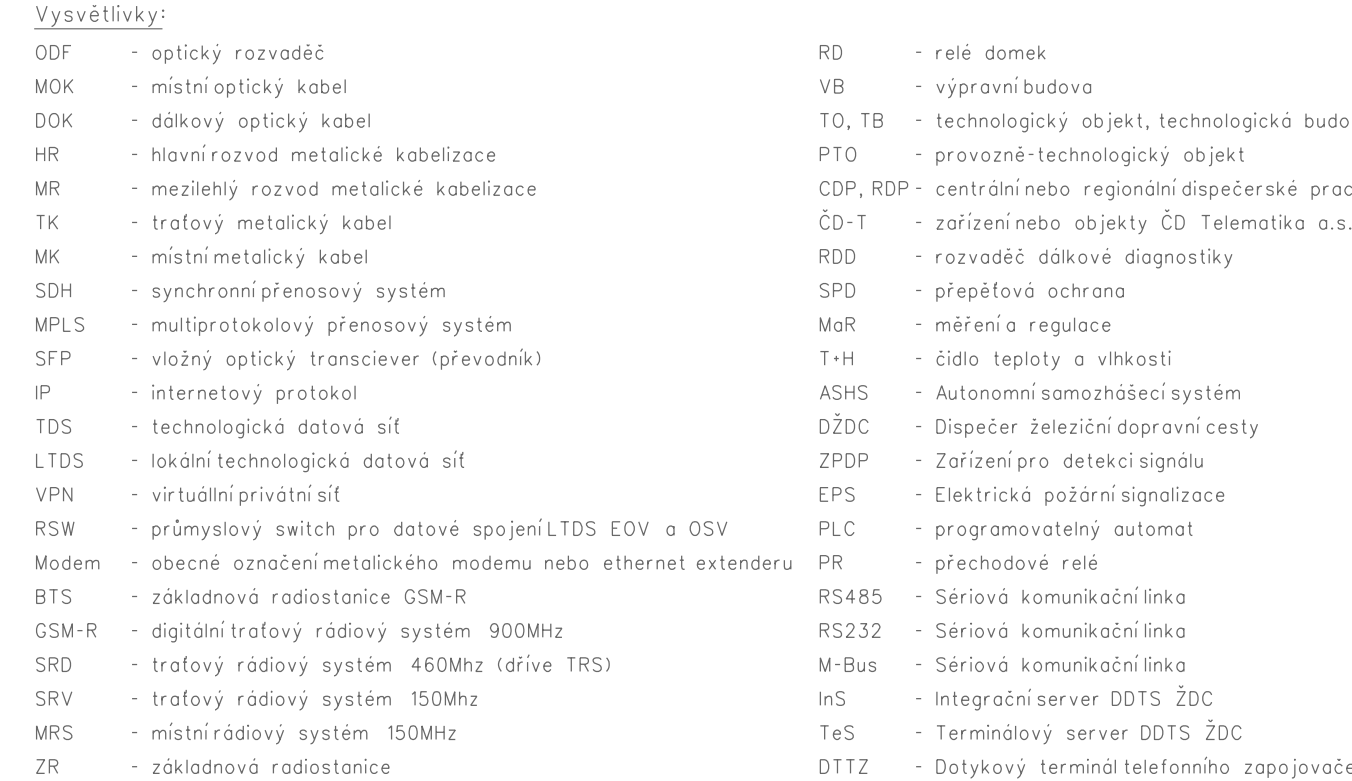 Vysvětlivky:
ODF - optický rozvaděč
MOK - místní optický kabel
DOK - dálkový optický kabel
HR - hlavní rozvod metalické kabelizace
MR - mezilehlý rozvod metalické kabelizace
TK - traťový metalický kabel
MK - místní metalický kabel
SDH - synchronní přenosový systém
MPLS - multiprotokolový přenosový systém
SFP - vložný optický transciever (převodník)
IP - internetový protokol
TDS - technologická datová síť
LTDS - lokální technologická datová síť
VPN - virtuállní privátní síť
RSW - průmyslový switch pro datové spojení LTDS EOV a OSV
Modem - obecné označení metalického modemu nebo ethernet extenderu
BTS - základnová radiostanice GSM-R
GSM-R - digitální traťový rádiový systém 900MHz
SRD - traťový rádiový systém 460Mhz (dříve TRS)
SRV - traťový rádiový systém 150Mhz
MRS - místní rádiový systém 150MHz
ZR - základnová radiostanice
RD - relé domek
VB - výpravní budova
TO, TB - technologický objekt, technologická budo
PTO - provozně-technologický objekt
CDP, RDP - centrální nebo regionální dispečerské prac
ČD-T - zařízení nebo objekty ČD Telematika a.s.
RDD - rozvaděč dálkové diagnostiky
SPD - přepěťová ochrana
MaR - měření a regulace
T+H - čidlo teploty a vlhkosti
ASHS - Autonomní samozhášecí systém
DŽDC - Dispečer železiční dopravní cesty
ZPDP - Zařízení pro detekci signálu
EPS - Elektrická požární signalizace
PLC - programovatelný automat
PR - přechodové relé
RS485 - Sériová komunikační linka
RS232 - Sériová komunikační linka
M-Bus - Sériová komunikační linka
InS - Integrační server DDTS ŽDC
TeS - Terminálový server DDTS ŽDC
DTTZ - Dotykový terminál telefonního zapojovače